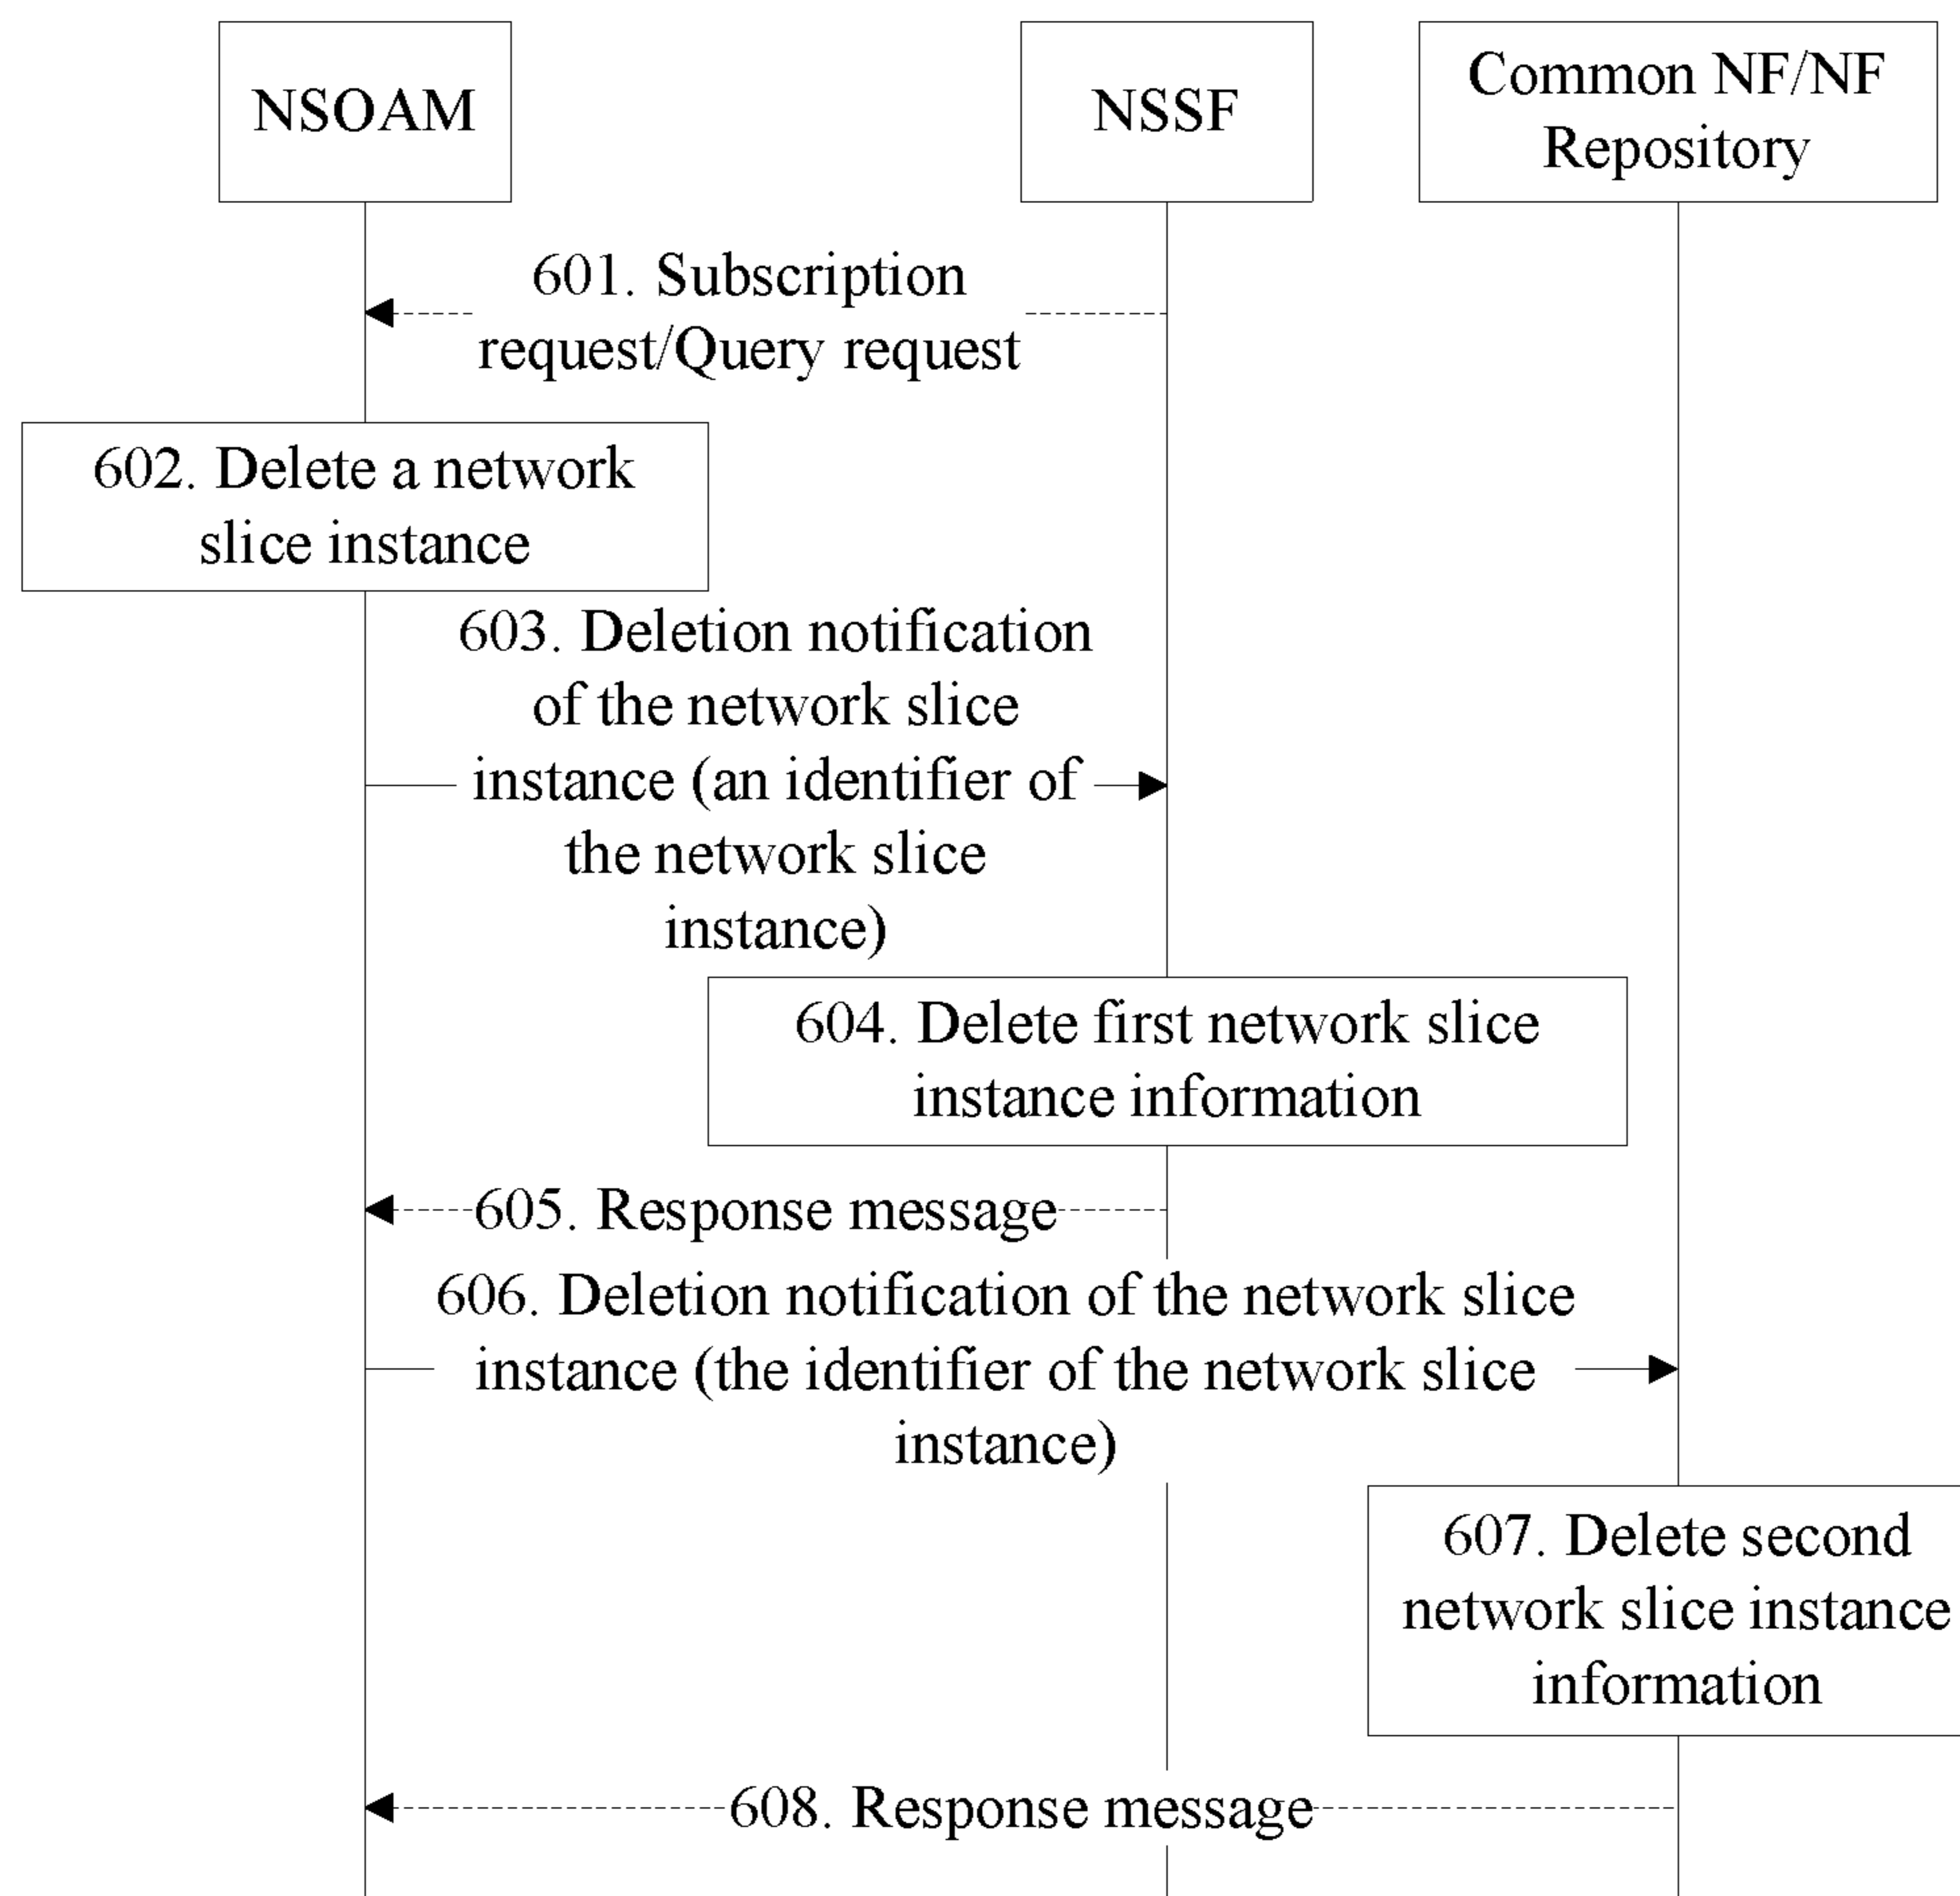 NSOAM
NSSF
Common NF/NF
Repository
601. Subscription
request/Query request
602. Delete a network
slice instance
603. Deletion notification
of the network slice
instance (an identifier of
the network slice
instance)
604. Delete first network slice
instance information
605. Response message
606. Deletion notification of the network slice
instance (the identifier of the network slice
instance)
607. Delete second
network slice instance
information
608. Response message